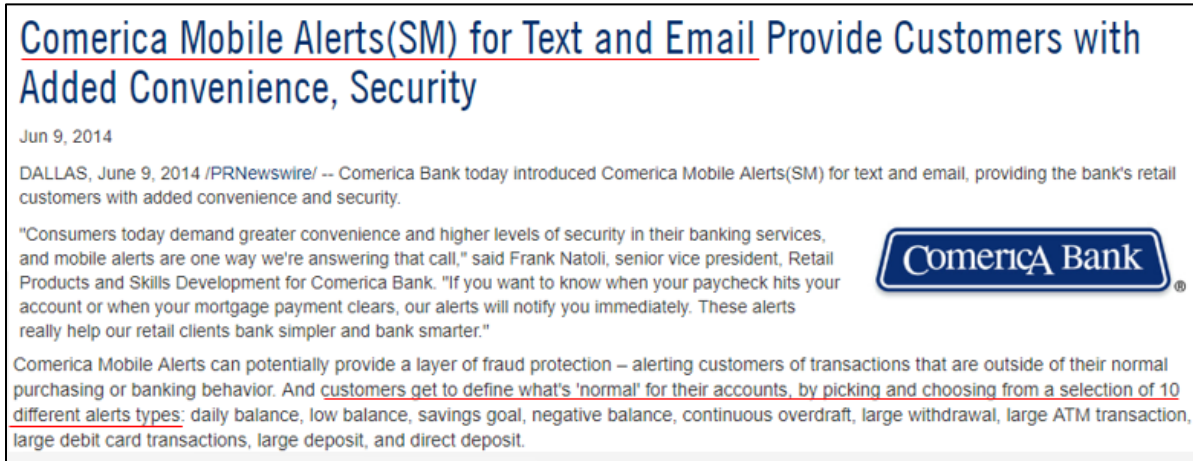 Comerica Mobile Alerts(SM) for Text and Email Provide Customers with
Added Convenience, Security
Jun 9, 2014
DALLAS, June 9, 2014 /PRNewswire/ -- Comerica Bank today introduced Comerica Mobile Alerts(SM) for text and email, providing the bank's retail
customers with added convenience and security.
"Consumers today demand greater convenience and higher levels of security in their banking services,
and mobile alerts are one way we're answering that call," said Frank Natoli, senior vice president, Retail
Products and Skills Development for Comerica Bank. "If you want to know when your paycheck hits your
account or when your mortgage payment clears, our alerts will notify you immediately. These alerts
really help our retail clients bank simpler and bank smarter."
ComericA Bank ®
Comerica Mobile Alerts can potentially provide a layer of fraud protection – alerting customers of transactions that are outside of their normal
purchasing or banking behavior. And customers get to define what's 'normal' for their accounts, by picking and choosing from a selection of 10
different alerts types: daily balance, low balance, savings goal, negative balance, continuous overdraft, large withdrawal, large ATM transaction,
large debit card transactions, large deposit, and direct deposit.